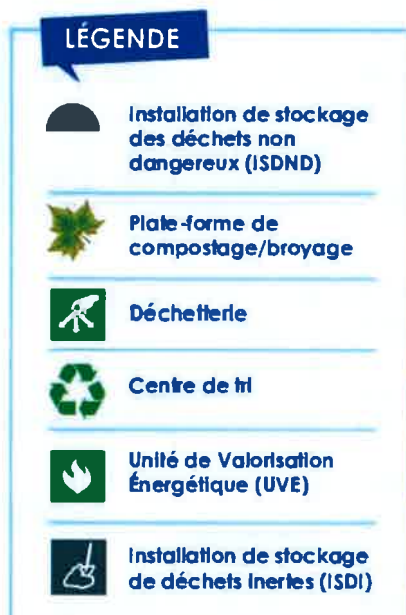 LÉGENDE
Installation de stockage
des déchets non
dangereux (ISDND)
Plate-forme de
compostage/broyage
Déchetterie
Centre de tri
Unité de Valorisation
Énergétique (UVE)
Installation de stockage
de déchets inertes (ISDI)